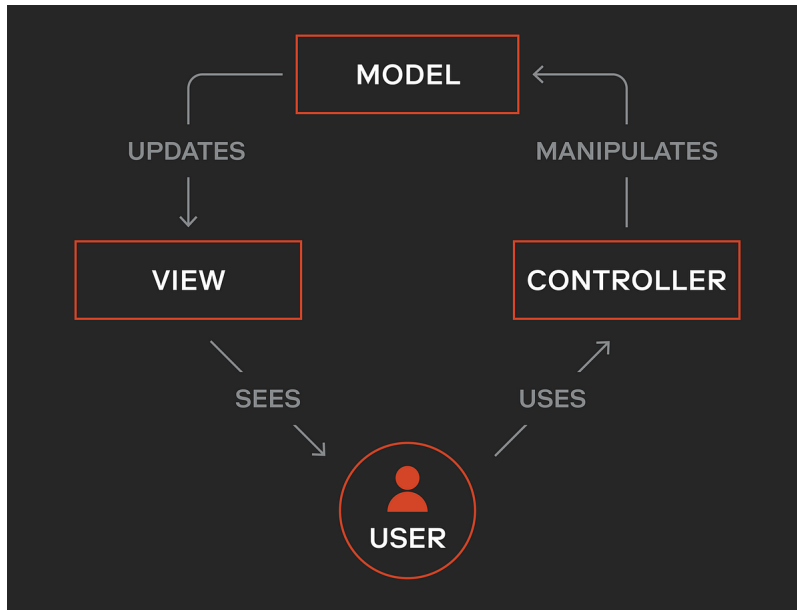 MODEL
UPDATES
MANIPULATES
VIEW
CONTROLLER
SEES
USES
USER